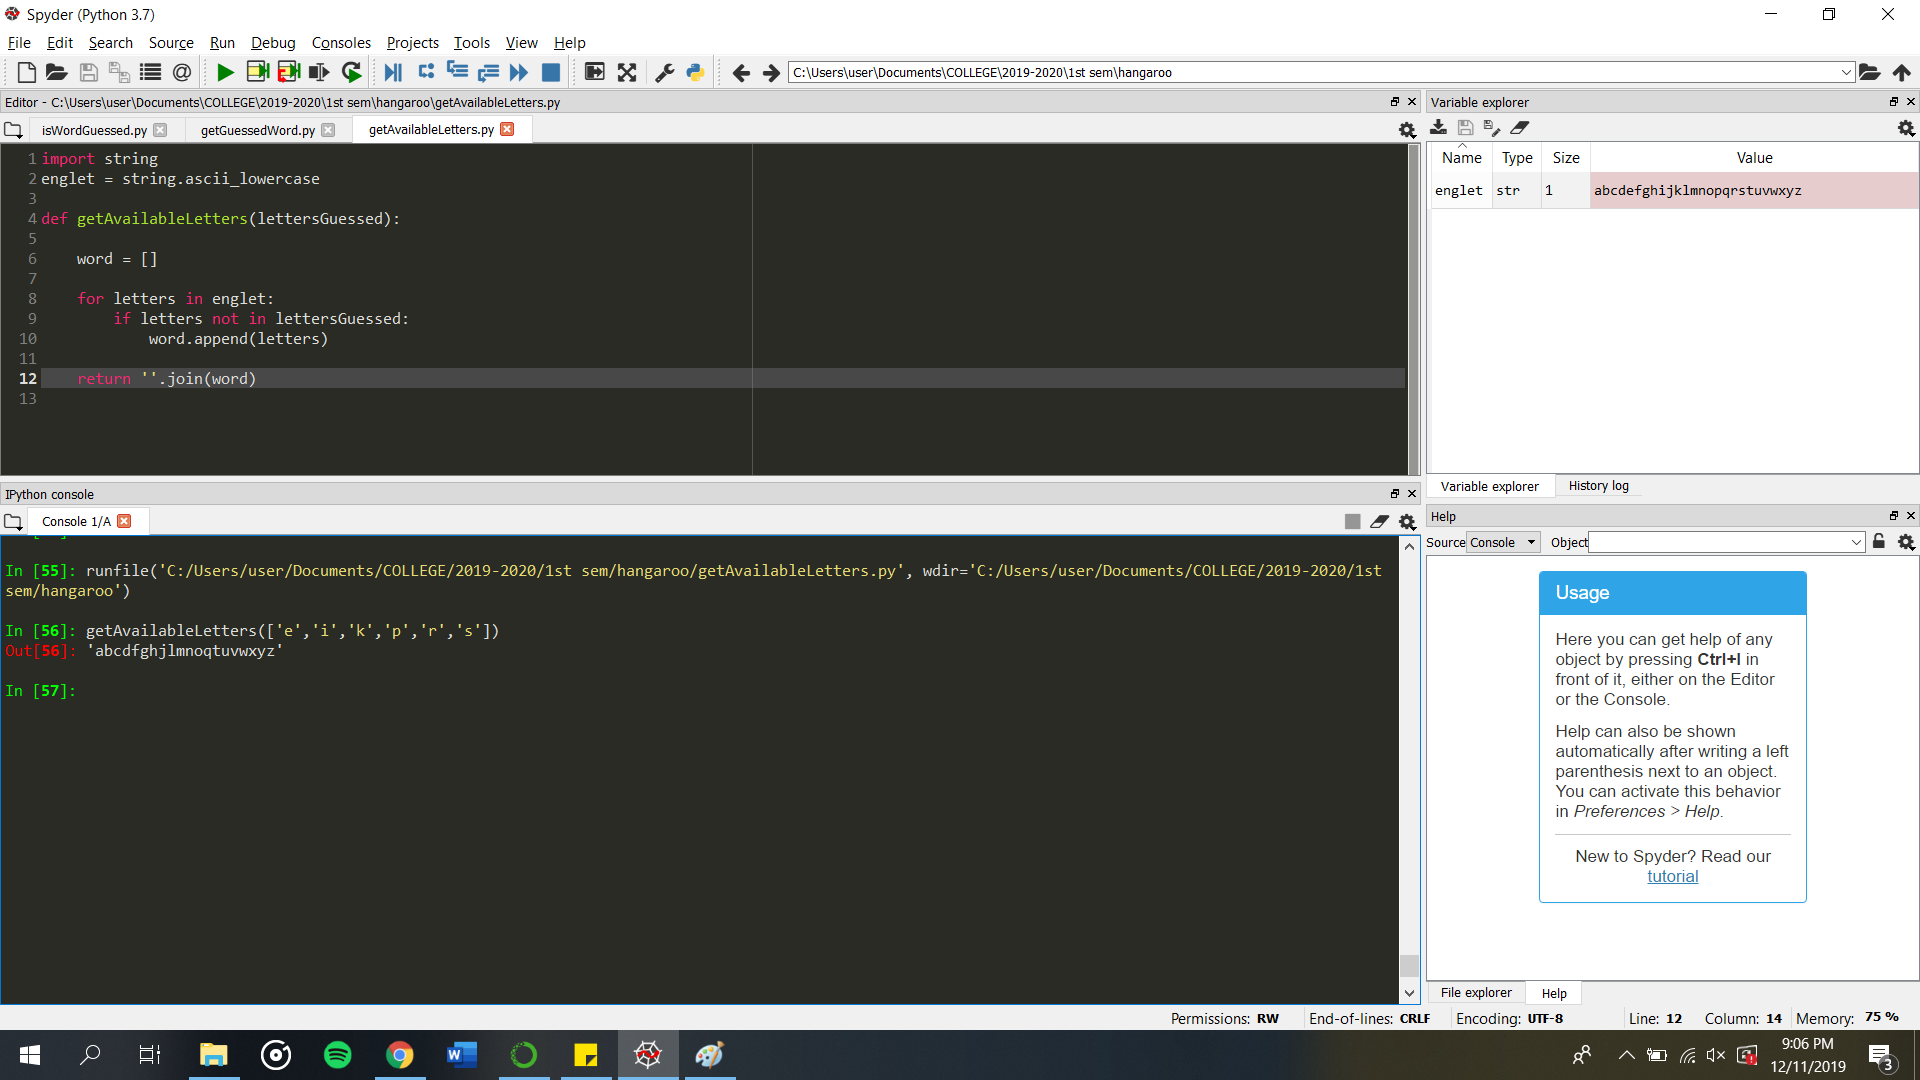 Spyder (Python 3.7)
File Edit Search Source Run Debug Consoles Projects Tools View Help
C:\Users\user\Documents\COLLEGE\2019-2020\1st sem\hangaroo
Editor - C:\Users\user\Documents\COLLEGE\2019-2020\1st sem\hangaroo\getAvailableLetters.py
isWordGuessed.py getGuessedWord.py getAvailableLetters.py
1 import string
2 englet = string.ascii_lowercase
3
4 def getAvailableLetters(lettersGuessed):
5
6 word = []
7
8 for letters in englet:
9 if letters not in lettersGuessed:
10 word.append(letters)
11
12 return ''.join(word)
13
IPython console
Console 1/A
In [55]: runfile('C:/Users/user/Documents/COLLEGE/2019-2020/1st sem/hangaroo/getAvailableLetters.py', wdir='C:/Users/user/Documents/COLLEGE/2019-2020/1st
sem/hangaroo')
In [56]: getAvailableLetters(['e','i','k','p','r','s'])
Out[56]: 'abcdfghjlmnoqtuvwxyz'
In [57]:
Variable explorer
Name Type Size Value
englet str 1 abcdefghijklmnopqrstuvwxyz
Variable explorer History log
Help
Source Console Object
Usage
Here you can get help of any
object by pressing Ctrl+I in
front of it, either on the Editor
or the Console.
Help can also be shown
automatically after writing a left
parenthesis next to an object.
You can activate this behavior
in Preferences > Help.
New to Spyder? Read our
tutorial
File explorer Help
Permissions: RW End-of-lines: CRLF Encoding: UTF-8 Line: 12 Column: 14 Memory: 75 %
9:06 PM
12/11/2019
3